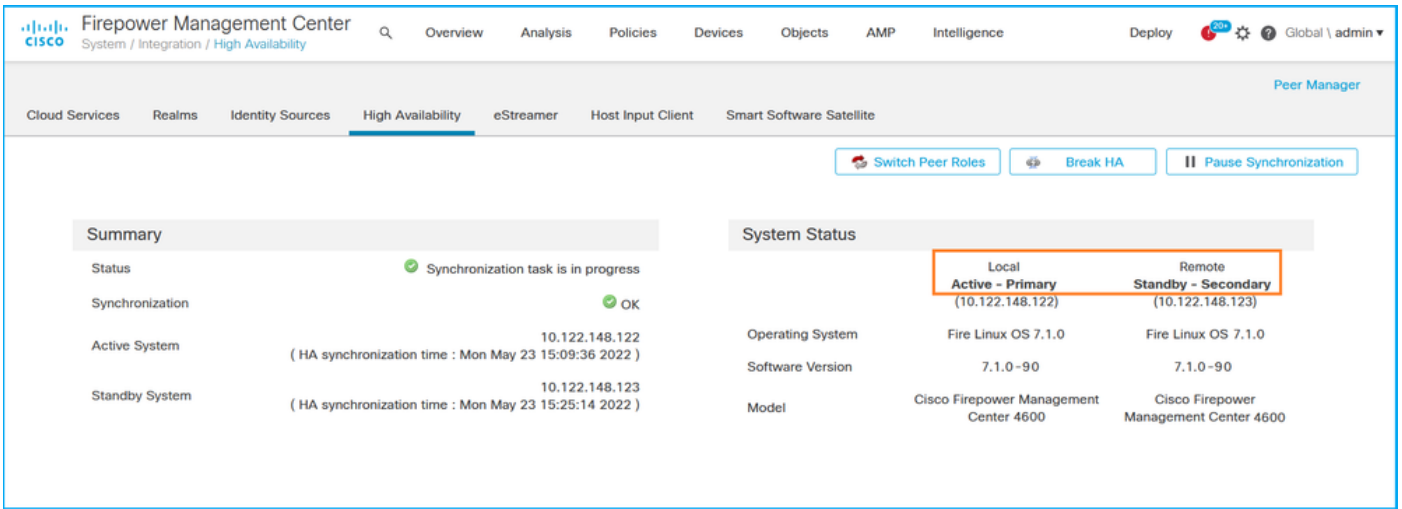 Firepower Management Center
CISCO System / Integration / High Availability
Overview Analysis Policies Devices Objects AMP Intelligence Deploy 20+ Global \ admin
Peer Manager
Cloud Services Realms Identity Sources High Availability eStreamer Host Input Client Smart Software Satellite
Switch Peer Roles Break HA Pause Synchronization
Summary
Status Synchronization task is in progress
Synchronization OK
Active System 10.122.148.122
( HA synchronization time : Mon May 23 15:09:36 2022 )
Standby System 10.122.148.123
( HA synchronization time : Mon May 23 15:25:14 2022 )
System Status
Local Remote
Active - Primary Standby - Secondary
(10.122.148.122) (10.122.148.123)
Operating System Fire Linux OS 7.1.0 Fire Linux OS 7.1.0
Software Version 7.1.0-90 7.1.0-90
Model Cisco Firepower Management Cisco Firepower
Center 4600 Management Center 4600